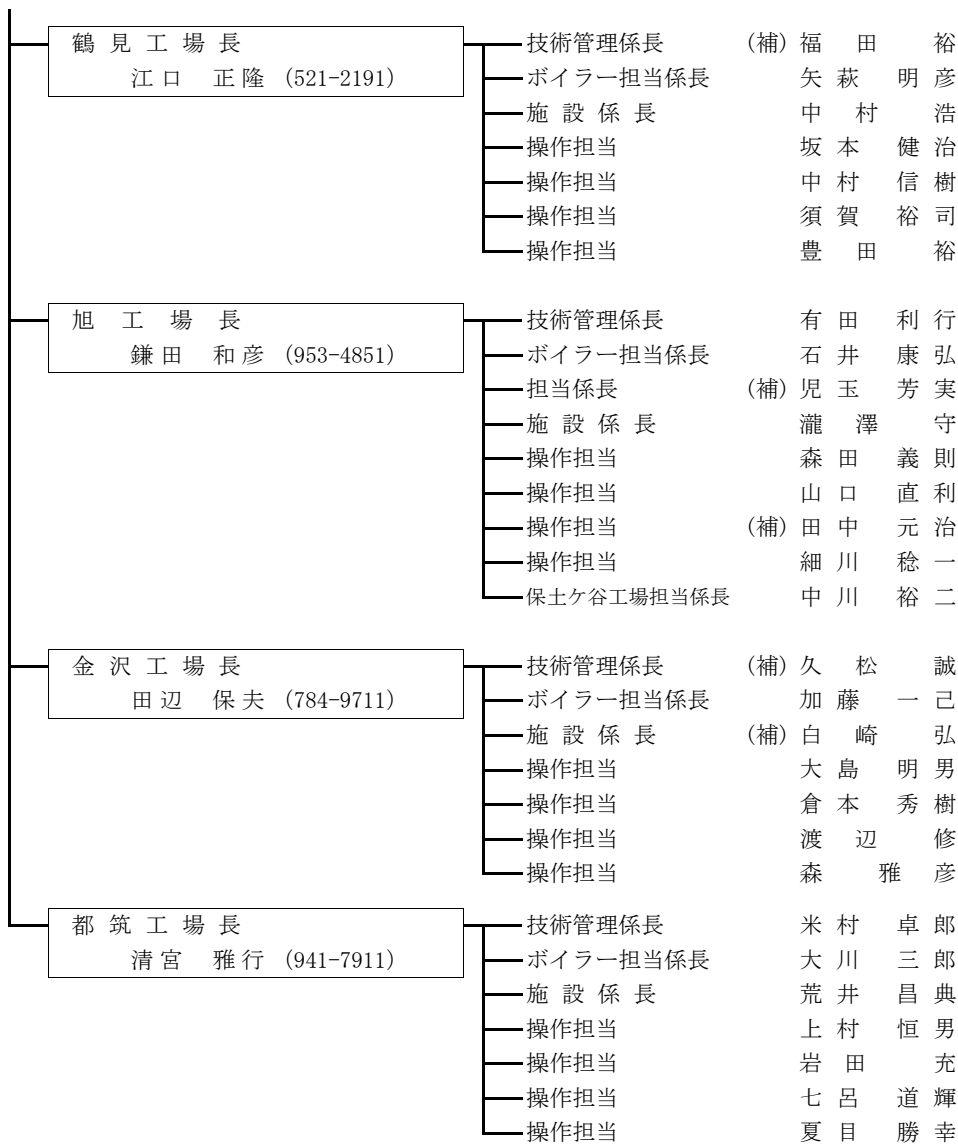 鶴見工場長
江口 正隆 (521-2191)
技術管理係長 (補) 福田 裕
ボイラー担当係長 矢萩 明彦
施設係長 中村 浩
操作担当 坂本 健治
操作担当 中村 信樹
操作担当 須賀 裕司
操作担当 豊田 裕
旭工場長
鎌田 和彦 (953-4851)
技術管理係長 有田 利行
ボイラー担当係長 石井 康弘
担当係長 (補) 児玉 芳実
施設係長 瀧澤 守
操作担当 森田 義則
操作担当 山口 直利
操作担当 (補) 田中 元治
操作担当 細川 稔一
保土ケ谷工場担当係長 中川 裕二
金沢工場長
田辺 保夫 (784-9711)
技術管理係長 (補) 久松 誠
ボイラー担当係長 加藤 一己
施設係長 (補) 白崎 弘
操作担当 大島 明男
操作担当 倉本 秀樹
操作担当 渡辺 修
操作担当 森 雅彦
都筑工場長
清宮 雅行 (941-7911)
技術管理係長 米村 卓郎
ボイラー担当係長 大川 三郎
施設係長 荒井 昌典
操作担当 上村 恒男
操作担当 岩田 充
操作担当 七呂 道輝
操作担当 夏目 勝幸